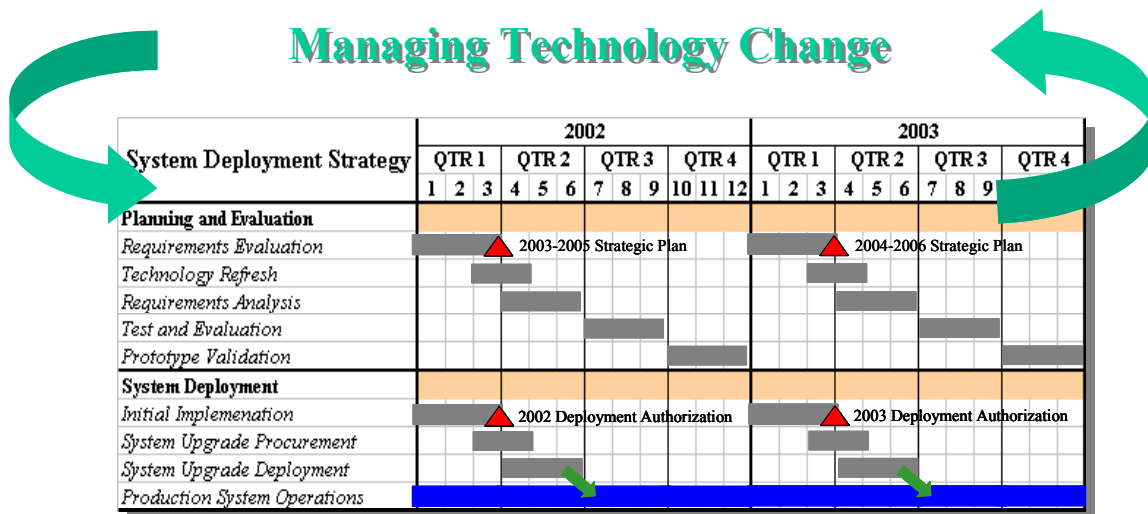 Managing Technology Change
2002 2003
System Deployment Strategy QTR 1 QTR 2 QTR 3 QTR 4 QTR 1 QTR 2 QTR 3 QTR 4
1 2 3 4 5 6 7 8 9 10 11 12 1 2 3 4 5 6 7 8 9
Planning and Evaluation
Requirements Evaluation 2003-2005 Strategic Plan 2004-2006 Strategic Plan
Technology Refresh
Requirements Analysis
Test and Evaluation
Prototype Validation
System Deployment
Initial Implemenation 2002 Deployment Authorization 2003 Deployment Authorization
System Upgrade Procurement
System Upgrade Deployment
Production System Operations